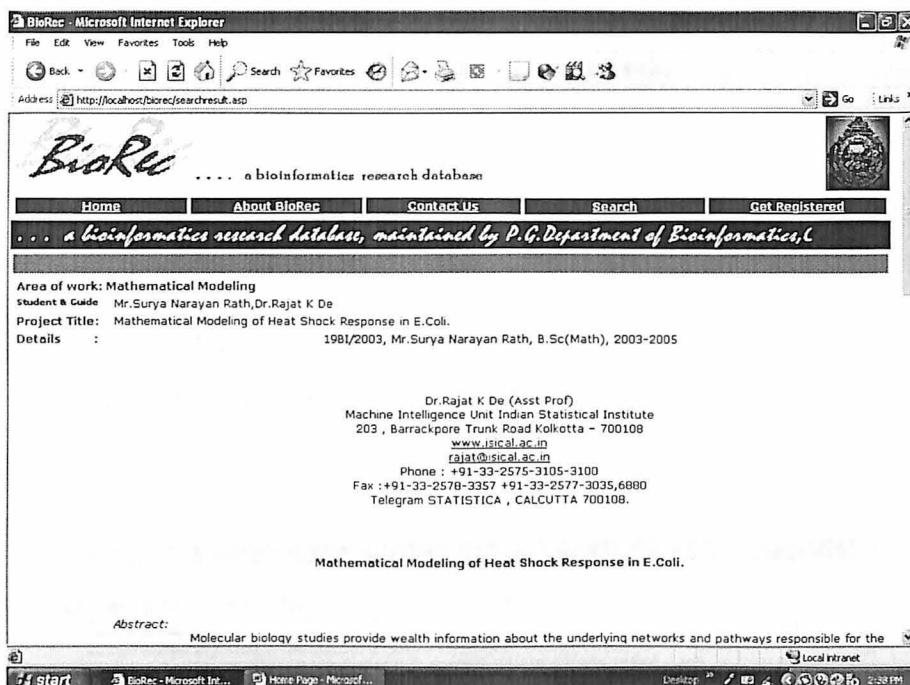 BioRec - Microsoft Internet Explorer
File Edit View Favorites Tools Help
Back Search Favorites
Address http://localhost/biorec/searchresult.asp Go Links
BioRec .... a bioinformatics research database
Home About BioRec Contact Us Search Get Registered
... a bioinformatics research database, maintained by P.G.Department of Bioinformatics,C
Area of work: Mathematical Modeling
Student & Guide Mr.Surya Narayan Rath,Dr.Rajat K De
Project Title: Mathematical Modeling of Heat Shock Response in E.Coli.
Details : 19BI/2003, Mr.Surya Narayan Rath, B.Sc(Math), 2003-2005
Dr.Rajat K De (Asst Prof)
Machine Intelligence Unit Indian Statistical Institute
203 , Barrackpore Trunk Road Kolkotta - 700108
www.isical.ac.in
rajat@isical.ac.in
Phone : +91-33-2575-3105-3100
Fax :+91-33-2578-3357 +91-33-2577-3035,6880
Telegram STATISTICA , CALCUTTA 700108.
Mathematical Modeling of Heat Shock Response in E.Coli.
Abstract:
Molecular biology studies provide wealth information about the underlying networks and pathways responsible for the
Local intranet
start BioRec - Microsoft Int... Home Page - Microsof... Desktop 2:38 PM